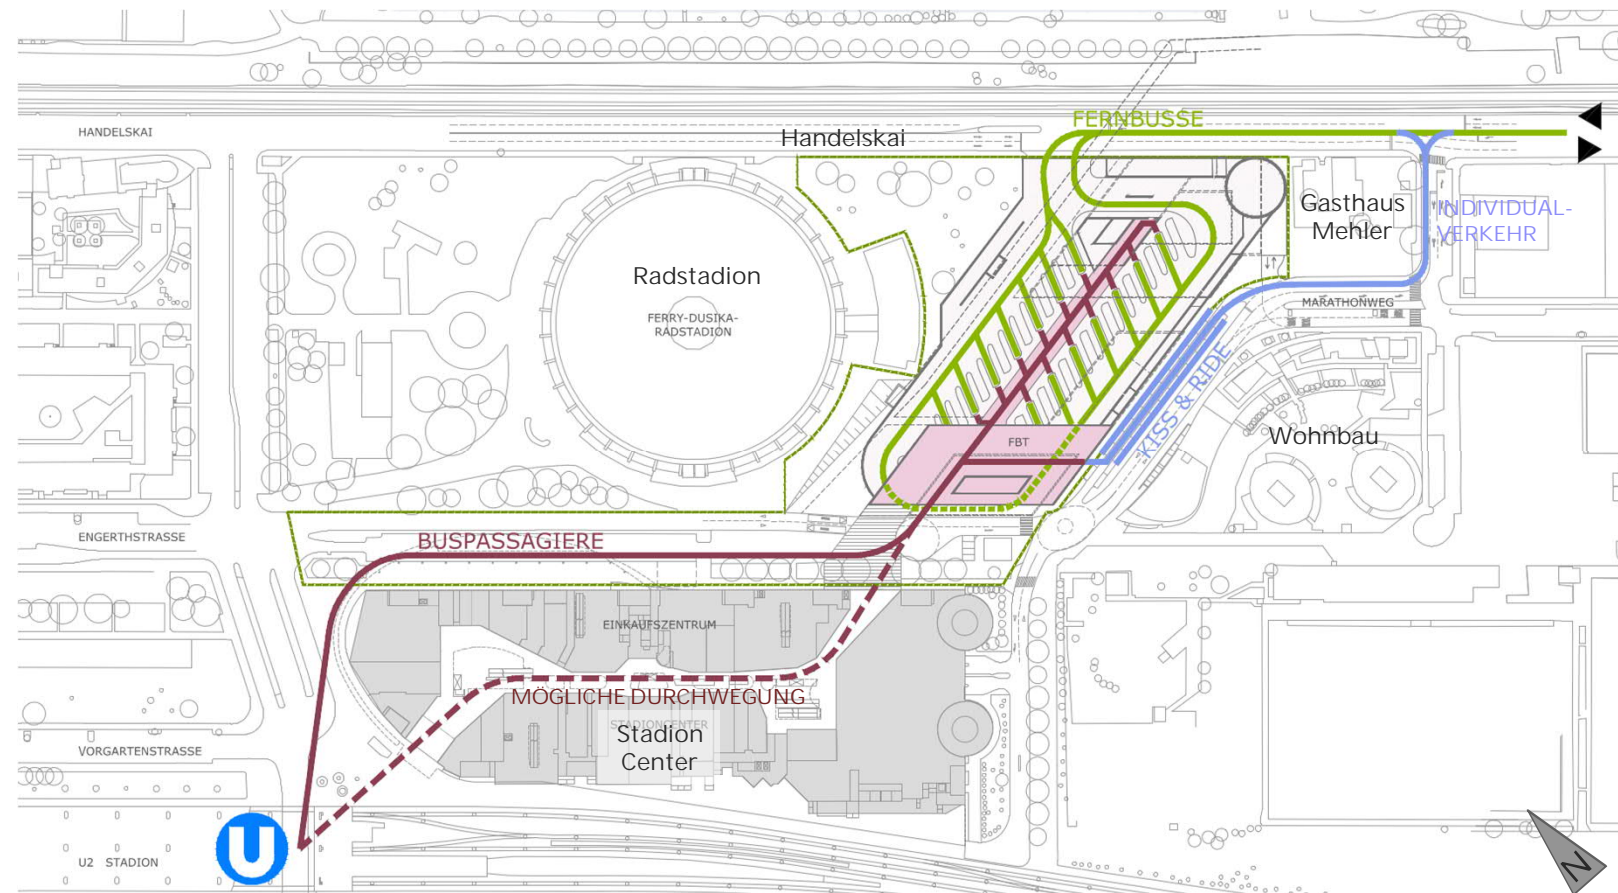 FERNBUSSE
HANDELSKAI
Handelskai
Gasthaus
Mehler
INDIVIDUAL-
VERKEHR
Radstadion
FERRY-DUSIKA-
RADSTADION
MARATHONWEG
KISS & RIDE
Wohnbau
FBT
ENGERTHSTRASSE
BUSPASSAGIERE
EINKAUFSZENTRUM
MÖGLICHE DURCHWEGUNG
STADIONCENTER
Stadion
Center
VORGARTENSTRASSE
U
U2 STADION
N